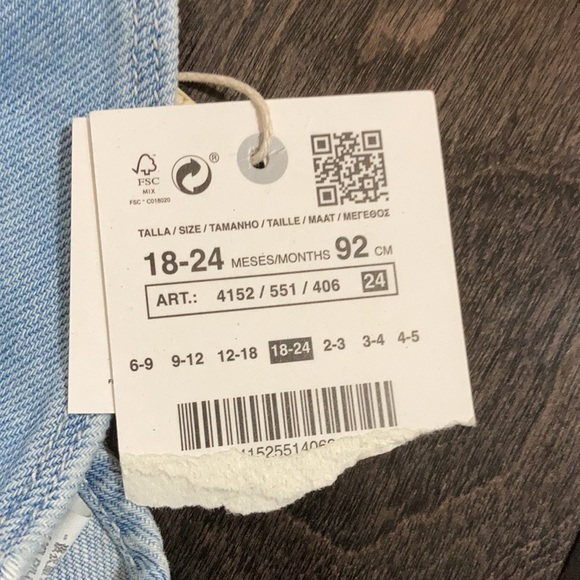 FSC
MIX
FSC® C018020
®
TALLA / SIZE / TAMANHO / TAILLE / MAAT / ΜΕΓΕΘΟΣ
18-24 MESES/MONTHS 92 CM
ART.: 4152 / 551 / 406 24
6-9 9-12 12-18 18-24 2-3 3-4 4-5